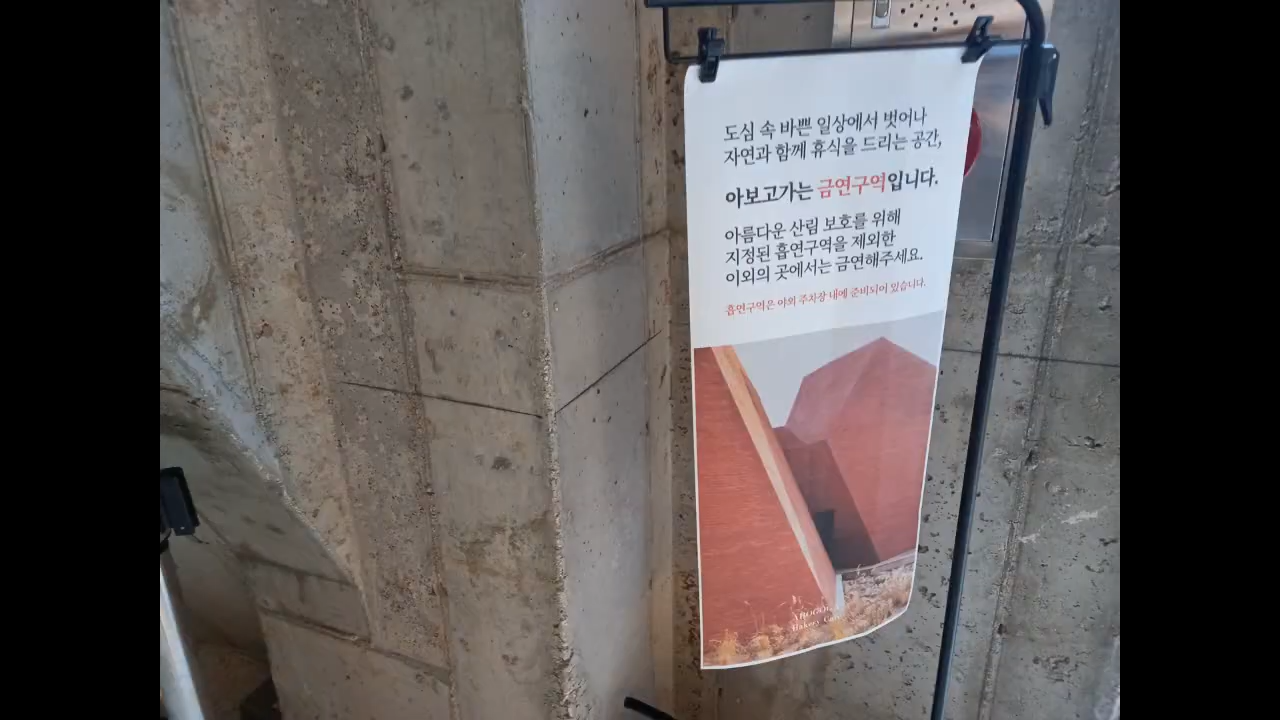 도심 속 바쁜 일상에서 벗어나
자연과 함께 휴식을 드리는 공간,
아보고가는 금연구역입니다.
아름다운 산림 보호를 위해
지정된 흡연구역을 제외한
이외의 곳에서는 금연해주세요.
흡연구역은 야외 주차장 내에 준비되어 있습니다.
Bakery